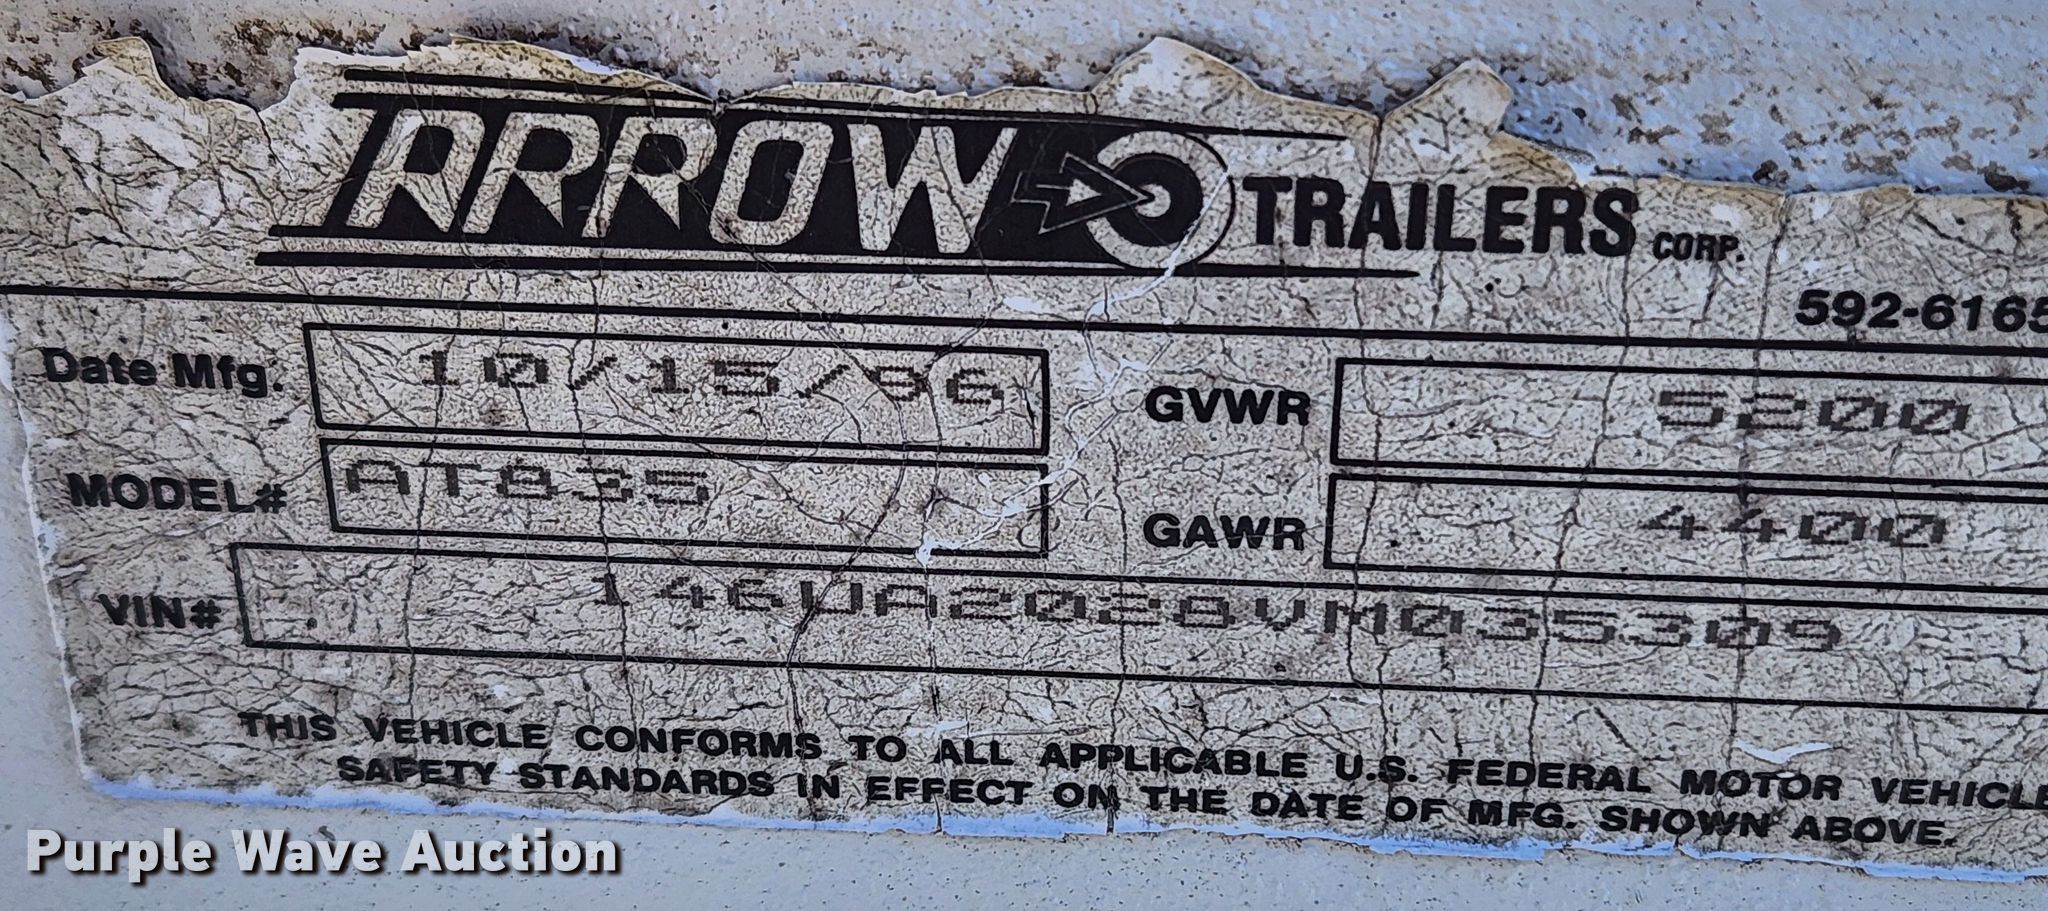 ARROW TRAILERS CORP.
592-6165
Date Mfg. 10/15/96
GVWR 5200
MODEL# AT835
GAWR 4400
VIN# 146UA2028VM035309
THIS VEHICLE CONFORMS TO ALL APPLICABLE U.S. FEDERAL MOTOR VEHICLE
SAFETY STANDARDS IN EFFECT ON THE DATE OF MFG. SHOWN ABOVE.
Purple Wave Auction